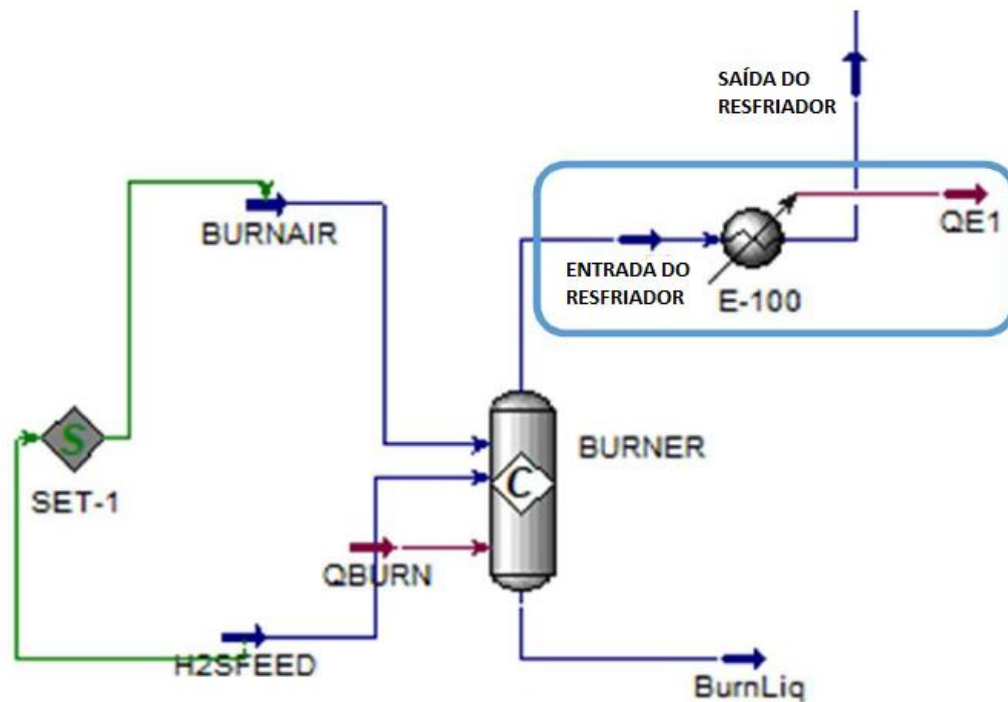 SAÍDA DO
RESFRIADOR
BURNAIR
QE1
ENTRADA DO
RESFRIADOR
E-100
BURNER
C
S
SET-1
QBURN
H2SFEED
BurnLiq